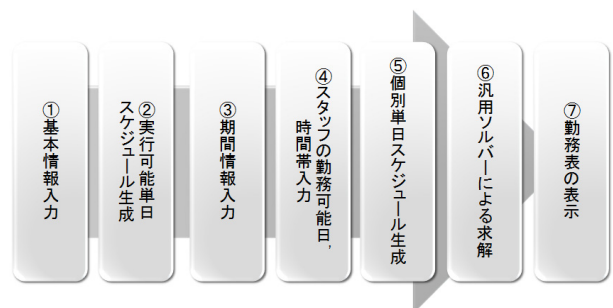 ①基本情報入力
②実行可能単日
スケジュール生成
③期間情報入力
④スタッフの勤務可能日,
時間帯入力
⑤個別単日スケジュール生成
⑥汎用ソルバーによる求解
⑦勤務表の表示